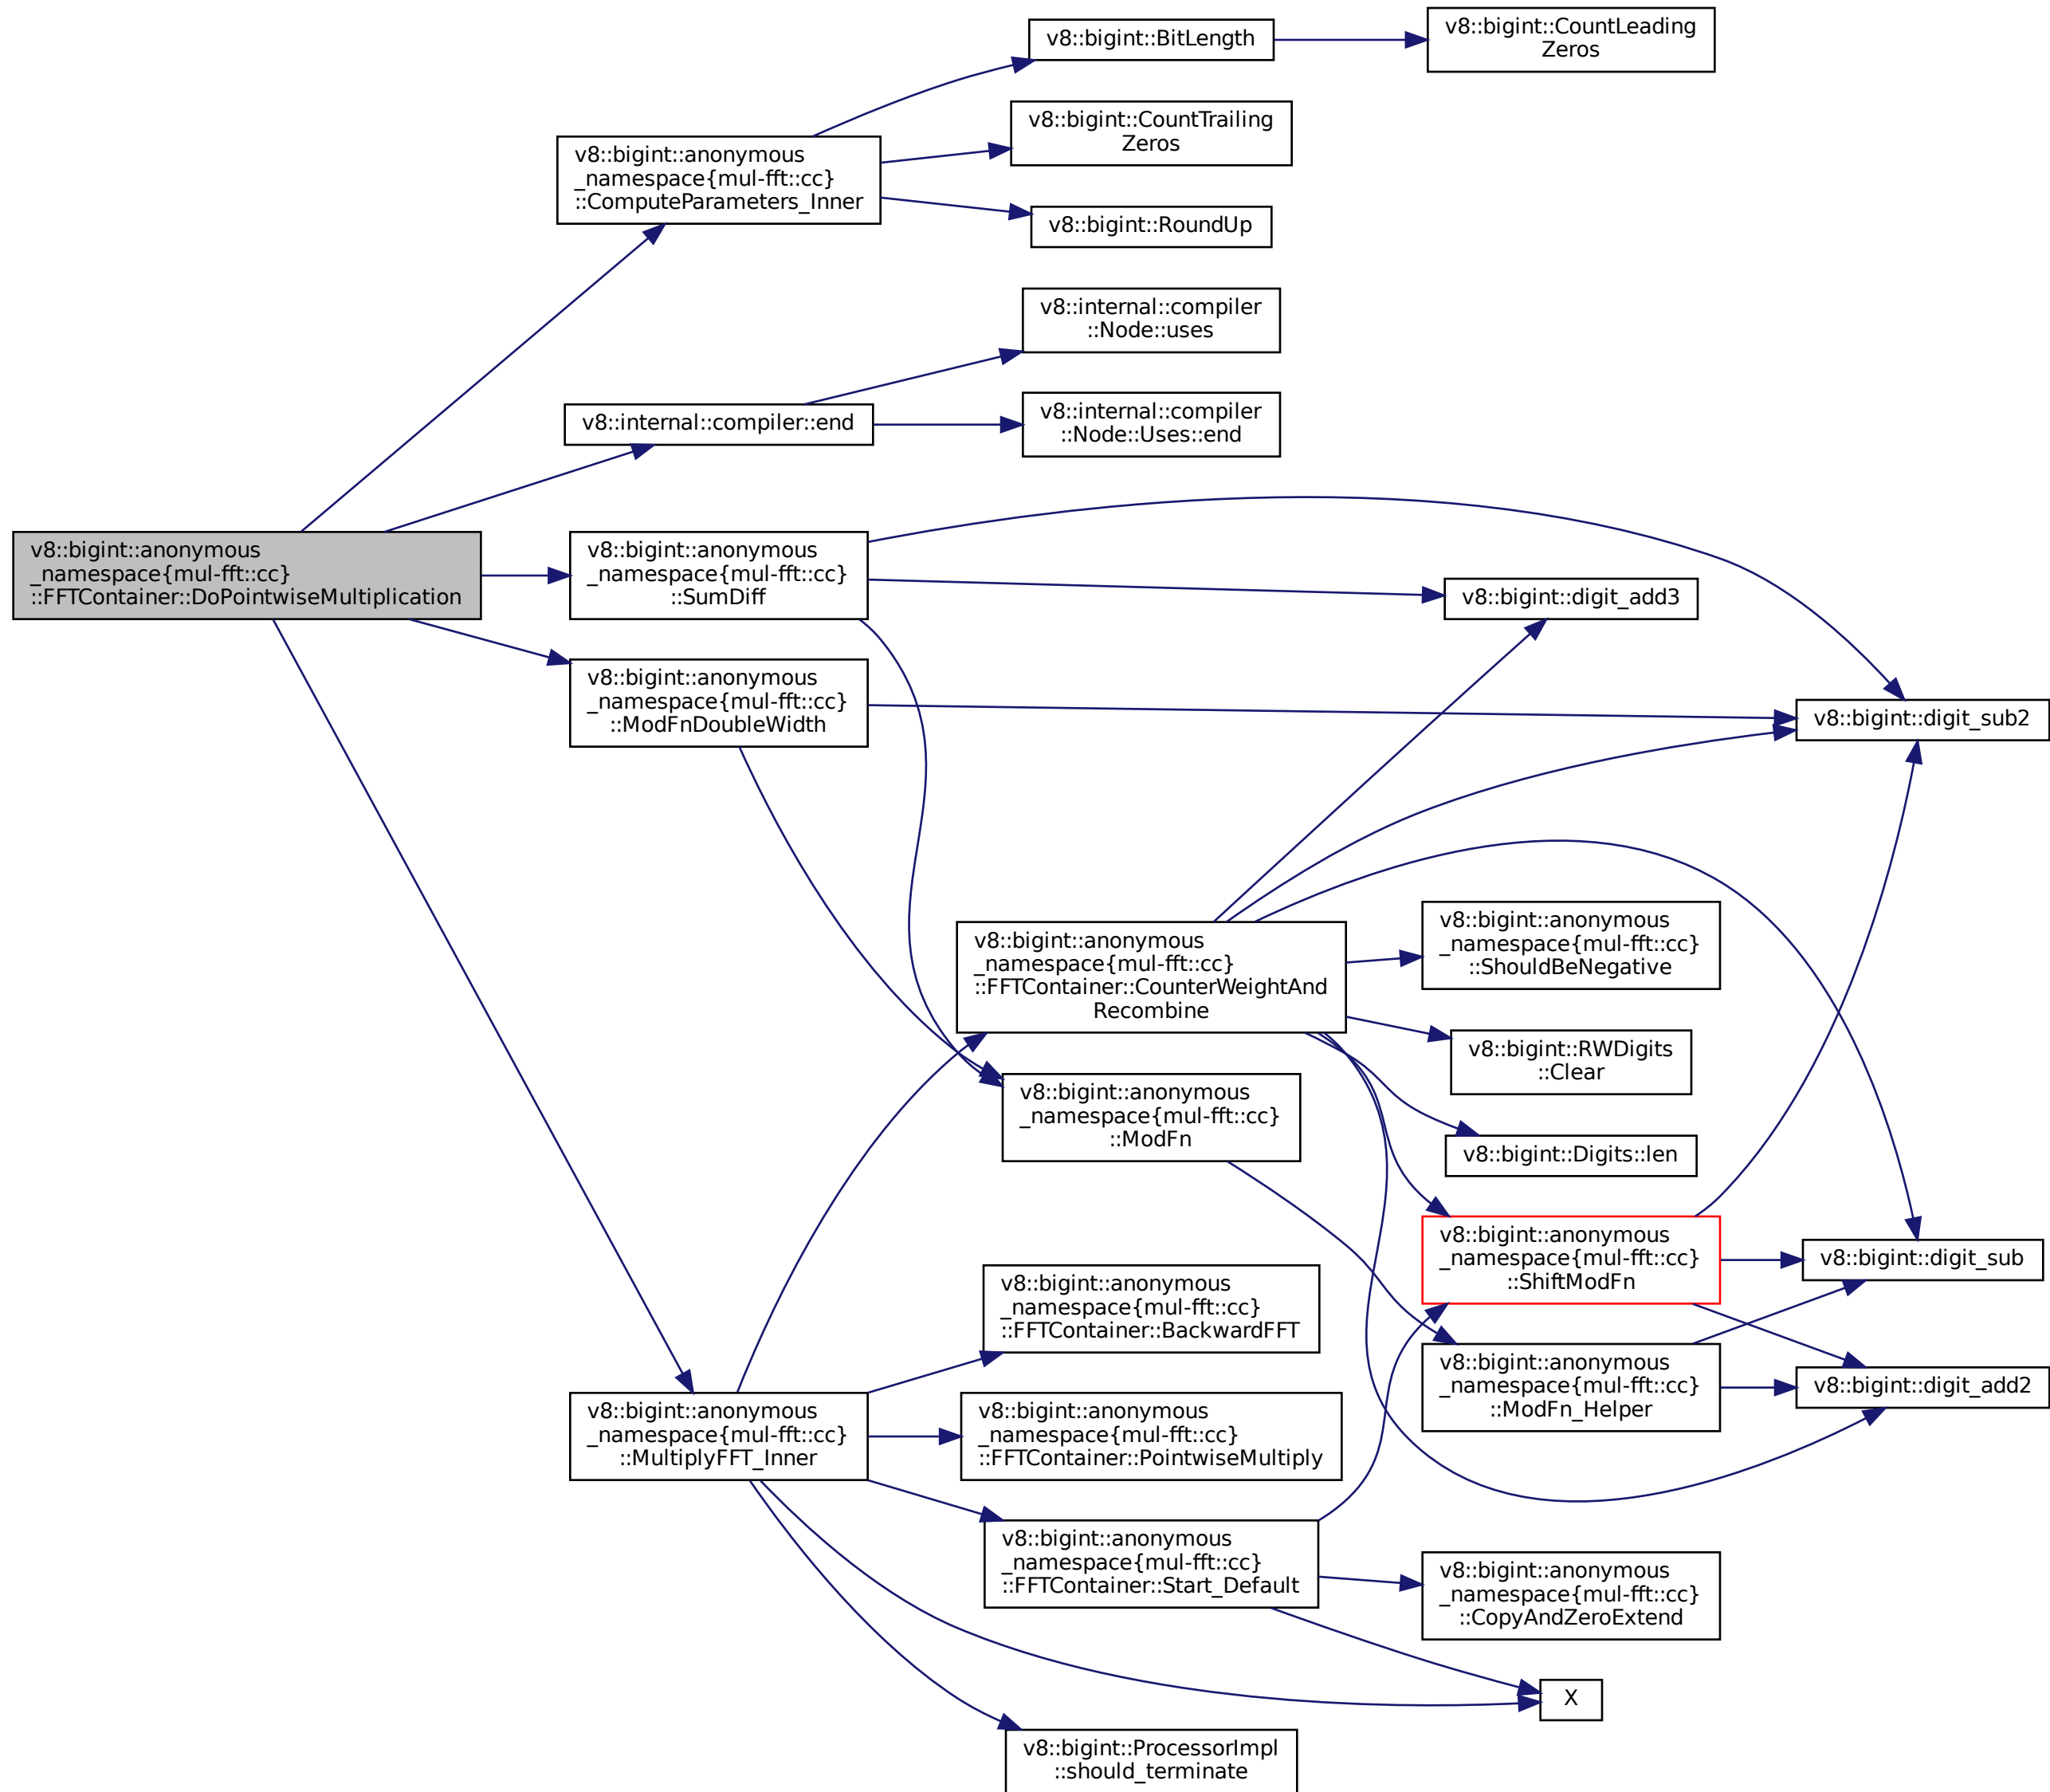 v8::bigint::BitLength
v8::bigint::CountLeading
Zeros
v8::bigint::CountTrailing
Zeros
v8::bigint::anonymous
_namespace{mul-fft::cc}
::ComputeParameters_Inner
v8::bigint::RoundUp
v8::internal::compiler
::Node::uses
v8::internal::compiler::end
v8::internal::compiler
::Node::Uses::end
v8::bigint::anonymous
_namespace{mul-fft::cc}
::FFTContainer::DoPointwiseMultiplication
v8::bigint::anonymous
_namespace{mul-fft::cc}
::SumDiff
v8::bigint::digit_add3
v8::bigint::anonymous
_namespace{mul-fft::cc}
::ModFnDoubleWidth
v8::bigint::digit_sub2
v8::bigint::anonymous
_namespace{mul-fft::cc}
::FFTContainer::CounterWeightAnd
Recombine
v8::bigint::anonymous
_namespace{mul-fft::cc}
::ShouldBeNegative
v8::bigint::RWDigits
::Clear
v8::bigint::anonymous
_namespace{mul-fft::cc}
::ModFn
v8::bigint::Digits::len
v8::bigint::anonymous
_namespace{mul-fft::cc}
::ShiftModFn
v8::bigint::digit_sub
v8::bigint::anonymous
_namespace{mul-fft::cc}
::FFTContainer::BackwardFFT
v8::bigint::anonymous
_namespace{mul-fft::cc}
::ModFn_Helper
v8::bigint::digit_add2
v8::bigint::anonymous
_namespace{mul-fft::cc}
::MultiplyFFT_Inner
v8::bigint::anonymous
_namespace{mul-fft::cc}
::FFTContainer::PointwiseMultiply
v8::bigint::anonymous
_namespace{mul-fft::cc}
::FFTContainer::Start_Default
v8::bigint::anonymous
_namespace{mul-fft::cc}
::CopyAndZeroExtend
X
v8::bigint::ProcessorImpl
::should_terminate